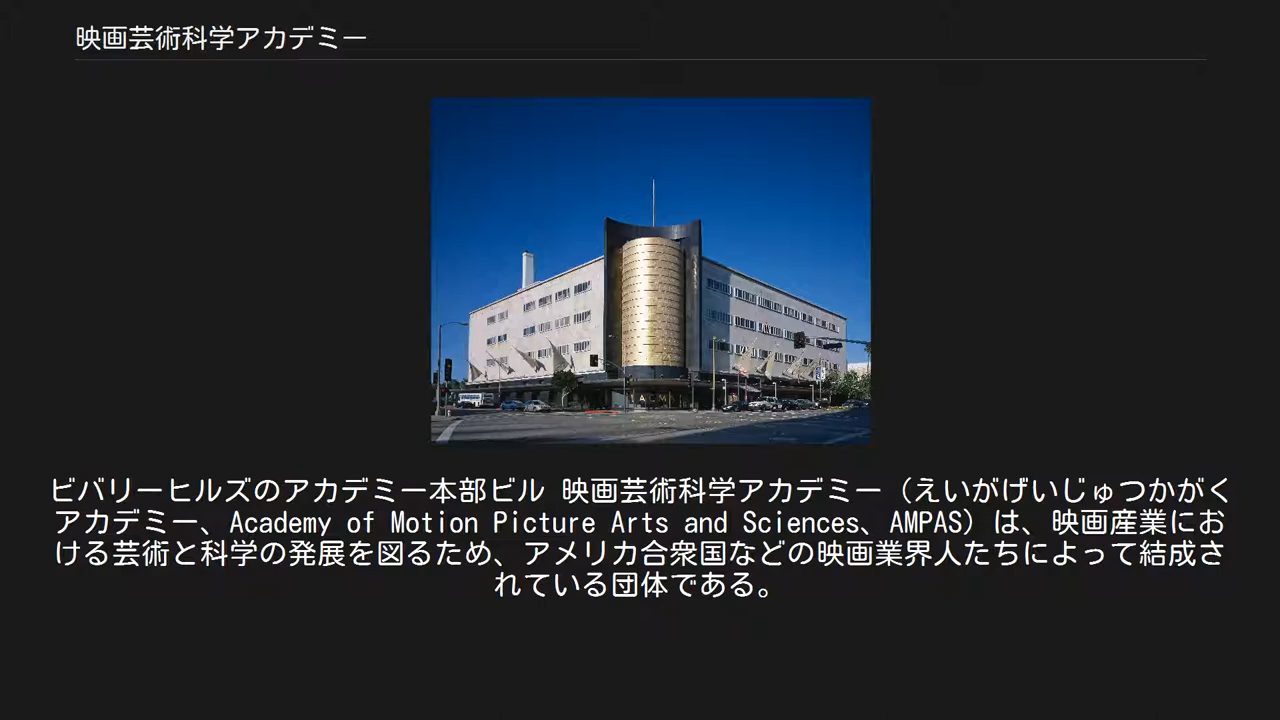 映画芸術科学アカデミー
LACMA
ビバリーヒルズのアカデミー本部ビル 映画芸術科学アカデミー（えいがげいじゅつかがく
アカデミー、Academy of Motion Picture Arts and Sciences、AMPAS）は、映画産業にお
ける芸術と科学の発展を図るため、アメリカ合衆国などの映画業界人たちによって結成さ
れている団体である。